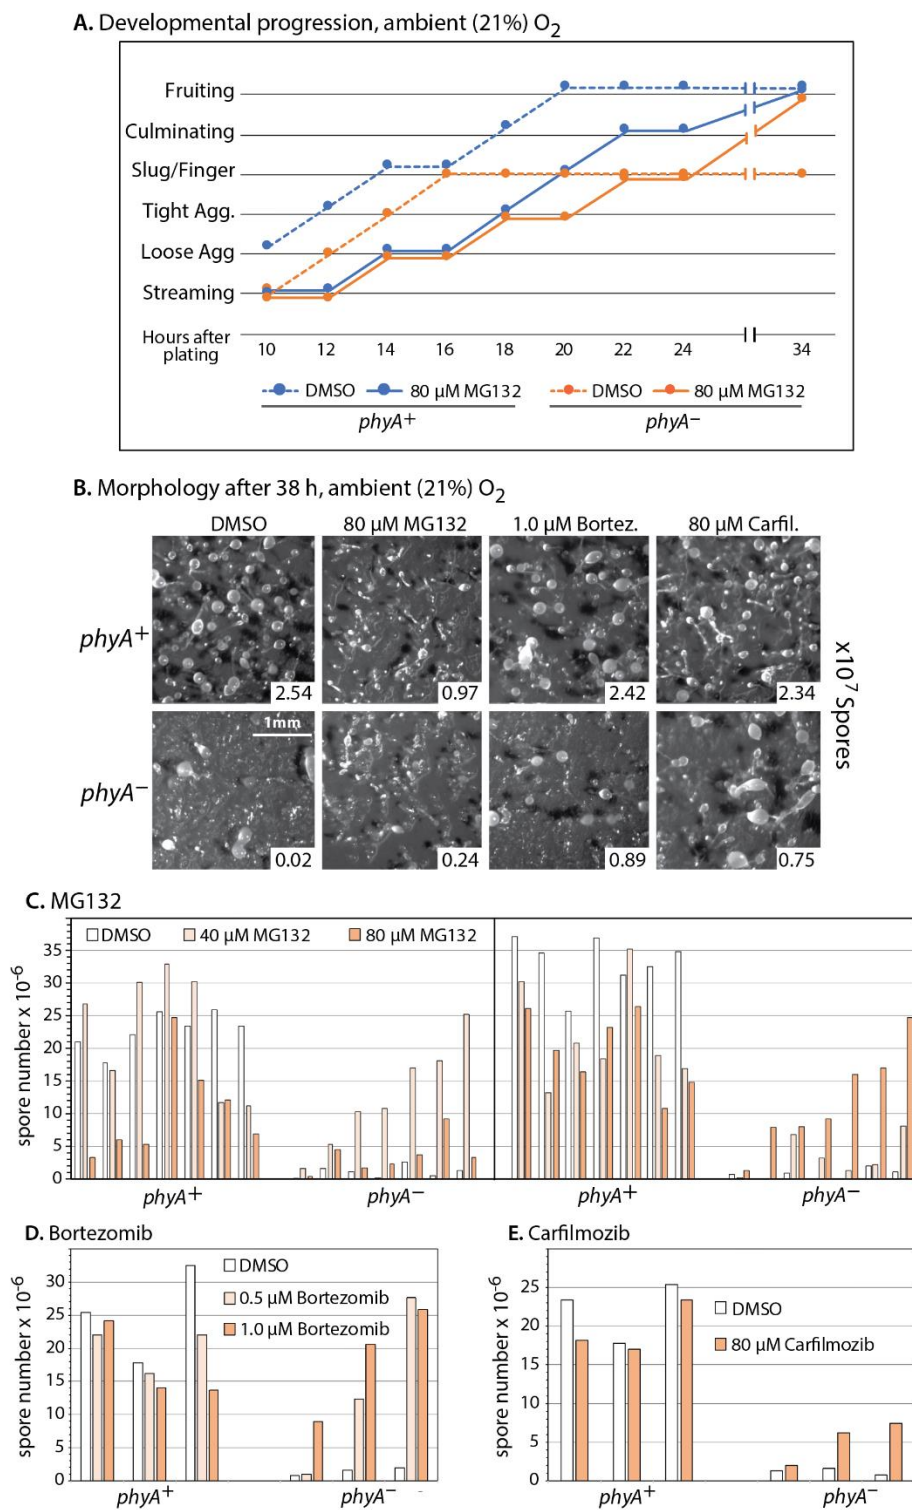 A. Developmental progression, ambient (21%) O2
Fruiting
Culminating
Slug/Finger
Tight Agg.
Loose Agg
Streaming
Hours after
plating
10 12 14 16 18 20 22 24 34
DMSO 80 µM MG132 DMSO 80 µM MG132
phyA+ phyA–
B. Morphology after 38 h, ambient (21%) O2
DMSO 80 µM MG132 1.0 µM Bortez. 80 µM Carfil.
phyA+
2.54 0.97 2.42 2.34
x10^7 Spores
1mm
phyA–
0.02 0.24 0.89 0.75
C. MG132
DMSO 40 µM MG132 80 µM MG132
spore number x 10^-6
35
30
25
20
15
10
5
0
phyA+ phyA– phyA+ phyA–
D. Bortezomib
DMSO
0.5 µM Bortezomib
1.0 µM Bortezomib
spore number x 10^-6
30
25
20
15
10
5
0
phyA+ phyA–
E. Carfilmozib
DMSO
80 µM Carfilmozib
spore number x 10^-6
25
20
15
10
5
0
phyA+ phyA–